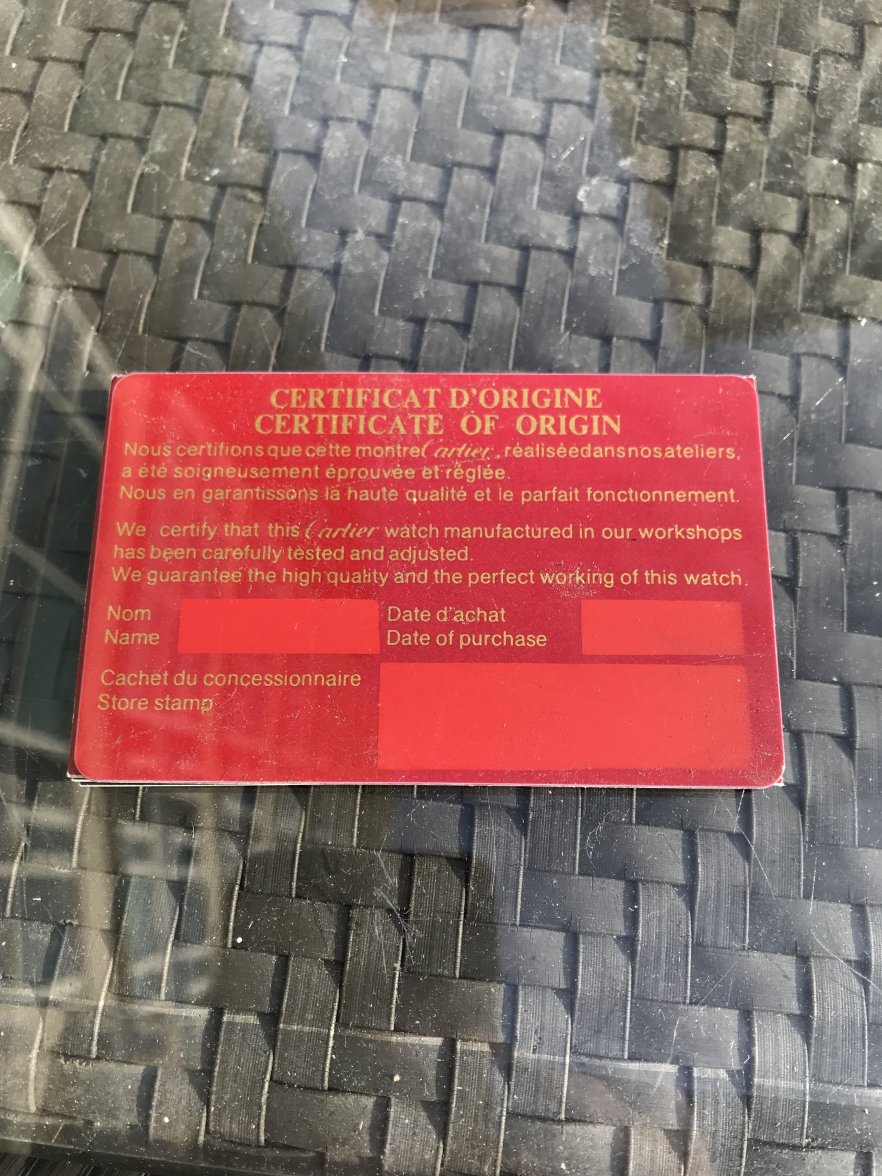 CERTIFICAT D'ORIGINE
CERTIFICATE OF ORIGIN
Nous certifions que cette montre Cartier, réaliséedansnosateliers,
a été soigneusement éprouvée et réglée.
Nous en garantissons la haute qualité et le parfait fonctionnement.
We certify that this Cartier watch manufactured in our workshops
has been carefully tested and adjusted.
We guarantee the high quality and the perfect working of this watch.
Nom
Name
Date d'achat
Date of purchase
Cachet du concessionnaire
Store stamp